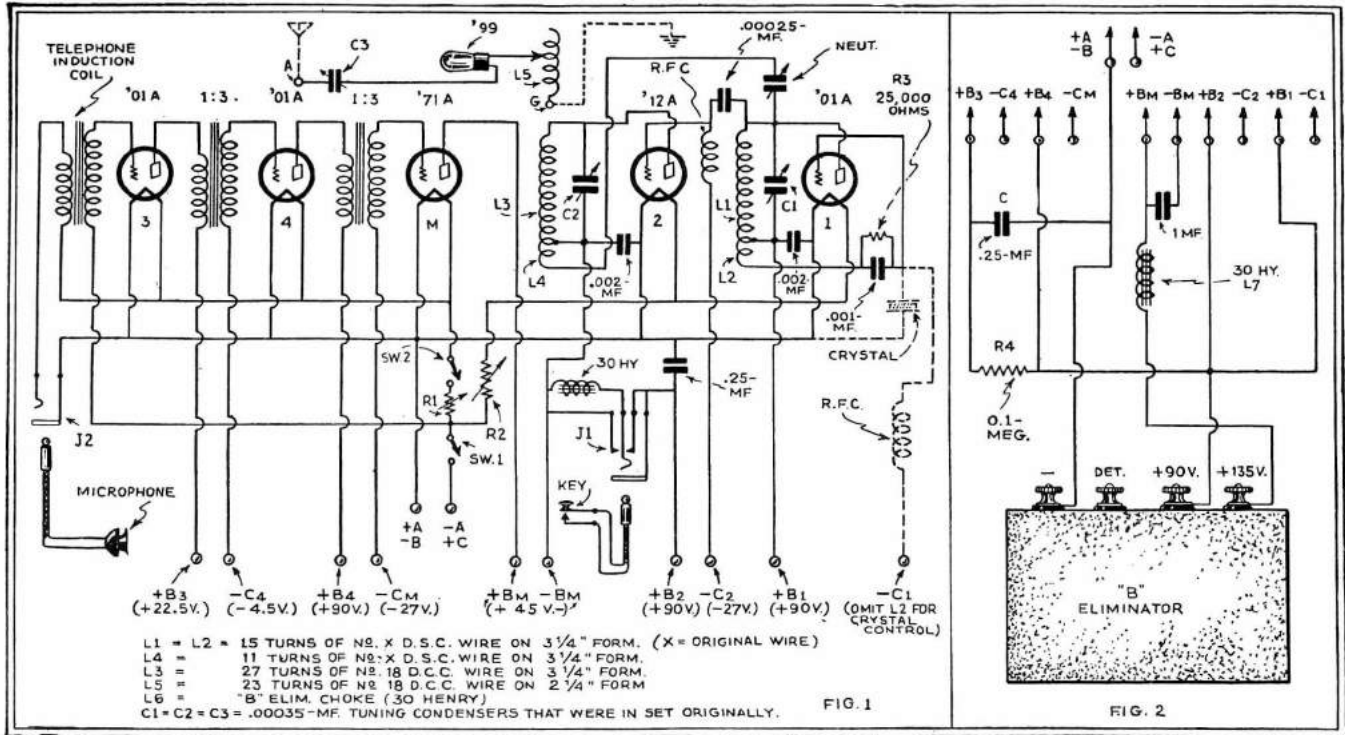 TELEPHONE
INDUCTION
COIL
'01A
1:3.
'01A
1:3
'71A
A
C3
'99
L5
G
.00025-
MF.
NEUT.
R.F.C.
R3
25,000
OHMS
'12A
'01A
3
4
M
L3
C2
2
L1
C1
1
L4
.002-
MF
L2
.002-
MF
.001-
MF.
CRYSTAL
SW.2
R1
R2
SW.1
30 HY
.25-
MF
J1
R.F.C.
J2
MICROPHONE
KEY
+A
-B
-A
+C
+B3
(+22.5V.)
-C4
(-4.5V.)
+B4
(+90V.)
-CM
(-27V.)
+BM -BM
(+ 45 V.-)
+B2
(+90V.)
-C2
(-27V.)
+B1
(+90V.)
-C1
(OMIT L2 FOR
CRYSTAL
CONTROL)
L1 = L2 = 15 TURNS OF NO. X D.S.C. WIRE ON 3 1/4" FORM. (X= ORIGINAL WIRE)
L4 = 11 TURNS OF NO. X D.S.C. WIRE ON 3 1/4" FORM.
L3 = 27 TURNS OF NO. 18 D.C.C. WIRE ON 3 1/4" FORM.
L5 = 23 TURNS OF NO. 18 D.C.C. WIRE ON 2 1/4" FORM
L6 = "B" ELIM. CHOKE (30 HENRY)
C1=C2=C3= .00035-MF. TUNING CONDENSERS THAT WERE IN SET ORIGINALLY.
FIG. 1
+A
-B
-A
+C
+B3 -C4 +B4 -CM +BM -BM +B2 -C2 +B1 -C1
C
.25-MF
1 MF
30 HY.
L7
R4
0.1-
MEG.
- DET. +90V. +135V.
"B"
ELIMINATOR
FIG. 2